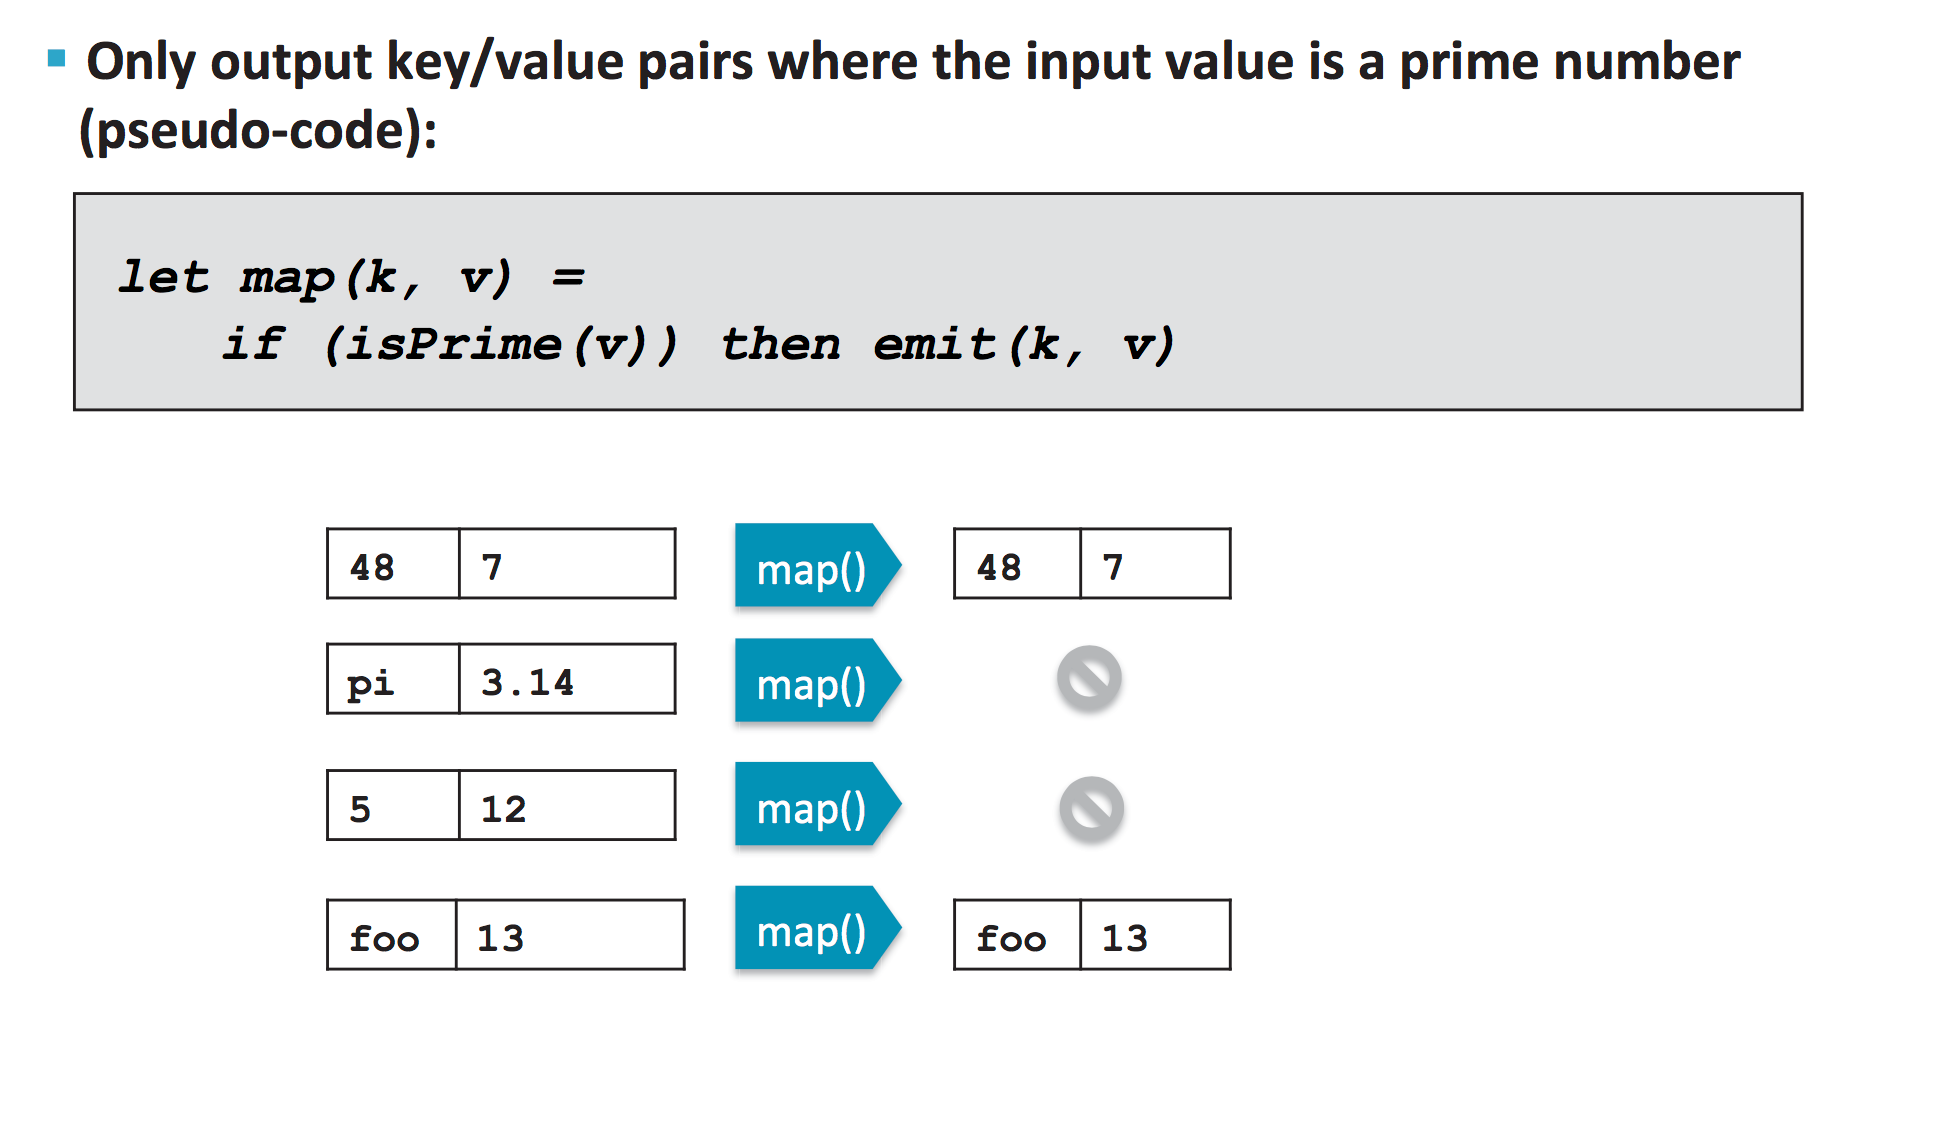 Only output key/value pairs where the input value is a prime number
(pseudo-code):
let map(k, v) =
if (isPrime(v)) then emit(k, v)
48 7 map() 48 7
pi 3.14 map()
5 12 map()
foo 13 map() foo 13